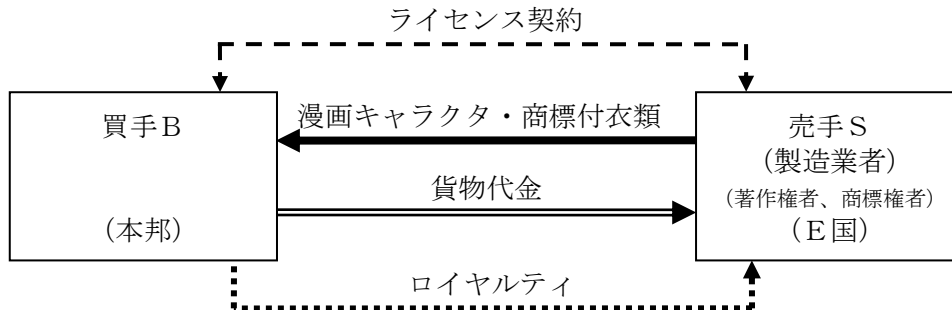 ライセンス契約
買手Ｂ
（本邦）
漫画キャラクタ・商標付衣類
貨物代金
売手Ｓ
（製造業者）
（著作権者、商標権者）
（Ｅ国）
ロイヤルティ